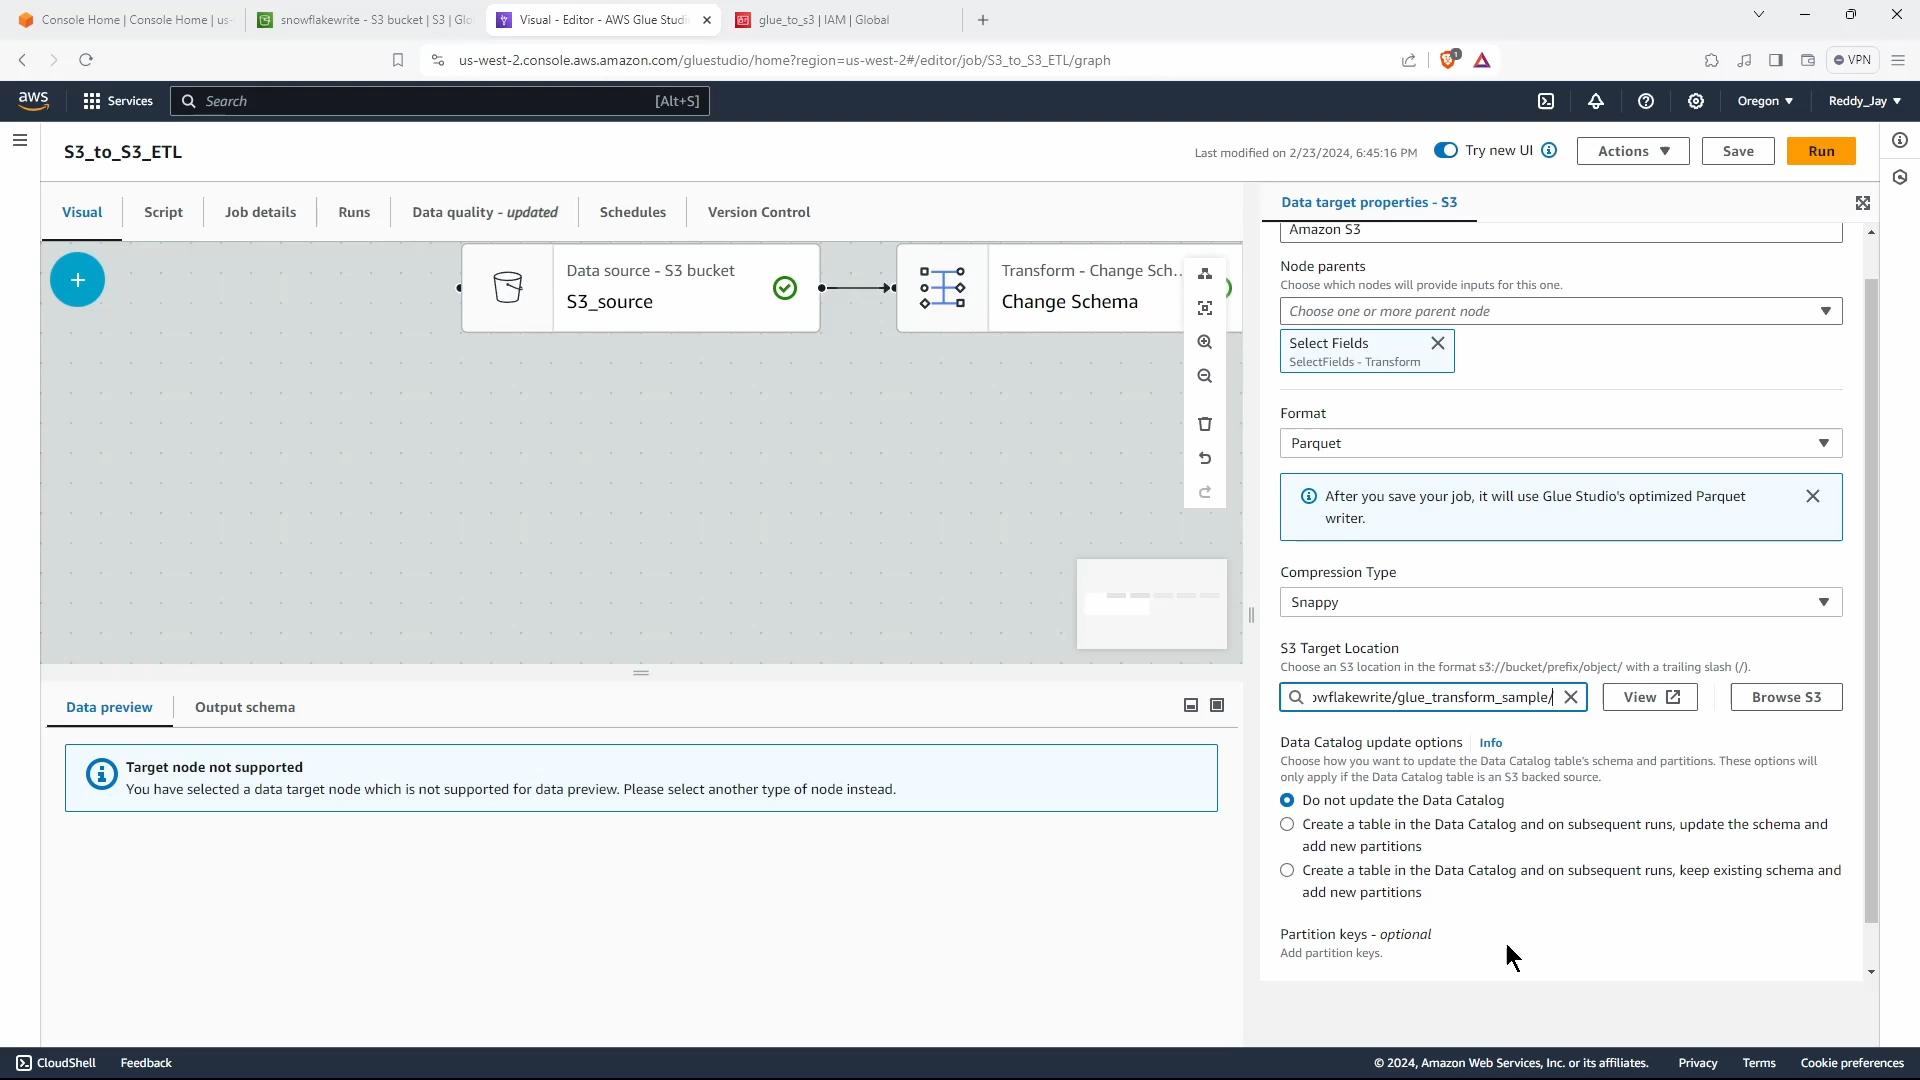 Console Home | Console Home | us-
snowflakewrite - S3 bucket | S3 | Glo
Visual - Editor - AWS Glue Studi
glue_to_s3 | IAM | Global
us-west-2.console.aws.amazon.com/gluestudio/home?region=us-west-2#/editor/job/S3_to_S3_ETL/graph
1
VPN
aws
Services
Search
[Alt+S]
Oregon
Reddy_Jay
S3_to_S3_ETL
Last modified on 2/23/2024, 6:45:16 PM
Try new UI
Actions
Save
Run
Visual
Script
Job details
Runs
Data quality - updated
Schedules
Version Control
Data target properties - S3
Data source - S3 bucket
S3_source
Transform - Change Sch...
Change Schema
Amazon S3
Node parents
Choose which nodes will provide inputs for this one.
Choose one or more parent node
Select Fields
SelectFields - Transform
Format
Parquet
After you save your job, it will use Glue Studio's optimized Parquet
writer.
Compression Type
Snappy
S3 Target Location
Choose an S3 location in the format s3://bucket/prefix/object/ with a trailing slash (/).
owflakewrite/glue_transform_sample/
View
Browse S3
Data Catalog update options
Info
Choose how you want to update the Data Catalog table's schema and partitions. These options will
only apply if the Data Catalog table is an S3 backed source.
Do not update the Data Catalog
Create a table in the Data Catalog and on subsequent runs, update the schema and
add new partitions
Create a table in the Data Catalog and on subsequent runs, keep existing schema and
add new partitions
Partition keys - optional
Add partition keys.
Data preview
Output schema
Target node not supported
You have selected a data target node which is not supported for data preview. Please select another type of node instead.
CloudShell
Feedback
© 2024, Amazon Web Services, Inc. or its affiliates.
Privacy
Terms
Cookie preferences